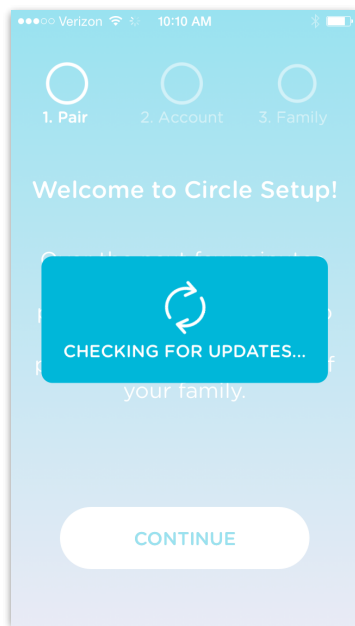 Verizon 10:10 AM
1. Pair 2. Account 3. Family
Welcome to Circle Setup!
CHECKING FOR UPDATES...
your family.
CONTINUE